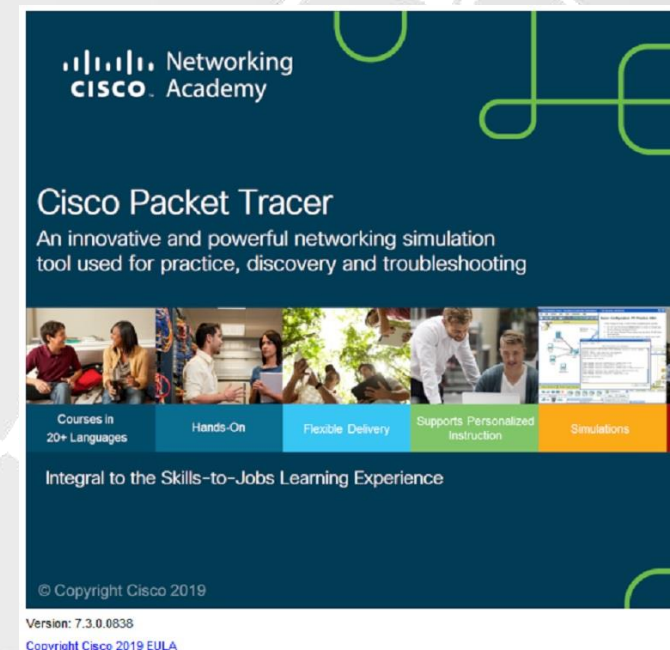 Networking
CISCO Academy
Cisco Packet Tracer
An innovative and powerful networking simulation
tool used for practice, discovery and troubleshooting
Courses in
20+ Languages
Hands-On
Flexible Delivery
Supports Personalized
Instruction
Simulations
Integral to the Skills-to-Jobs Learning Experience
© Copyright Cisco 2019
Version: 7.3.0.0838
Copyright Cisco 2019 EULA